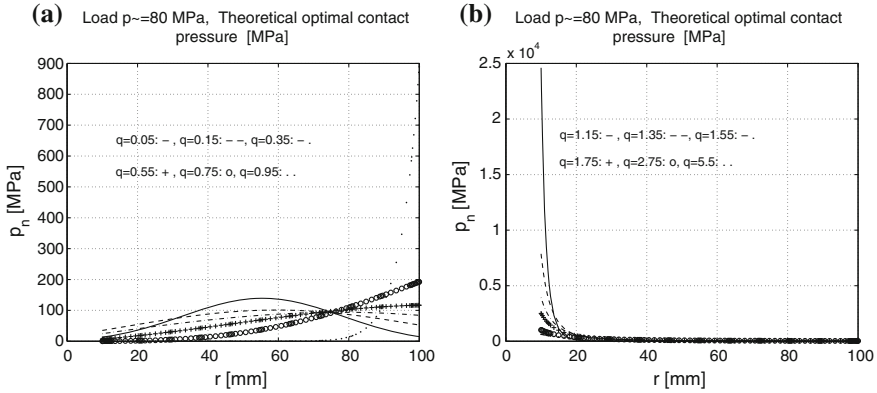 (a) Load p~=80 MPa, Theoretical optimal contact
pressure [MPa]
900
800
700
600
500
400
300
200
100
0
q=0.05: – , q=0.15: – –, q=0.35: – .
q=0.55: + , q=0.75: o, q=0.95: . .
pn [MPa]
0 20 40 60 80 100
r [mm]
(b) Load p~=80 MPa, Theoretical optimal contact
pressure [MPa]
x 10^4
2.5
2
1.5
1
0.5
0
q=1.15: – , q=1.35: – –, q=1.55: – .
q=1.75: + , q=2.75: o, q=5.5: . .
pn [MPa]
0 20 40 60 80 100
r [mm]